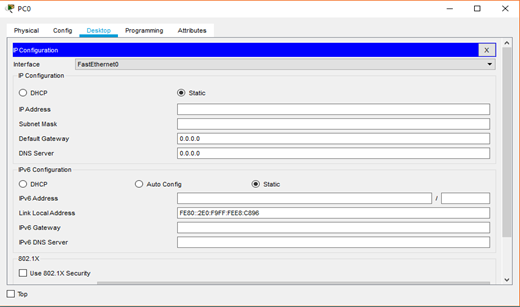 PC0
Physical Config Desktop Programming Attributes
IP Configuration X
Interface FastEthernet0
IP Configuration
DHCP Static
IP Address
Subnet Mask
Default Gateway 0.0.0.0
DNS Server 0.0.0.0
IPv6 Configuration
DHCP Auto Config Static
IPv6 Address /
Link Local Address FE80::2E0:F9FF:FEE8:C896
IPv6 Gateway
IPv6 DNS Server
802.1X
Use 802.1X Security
Top